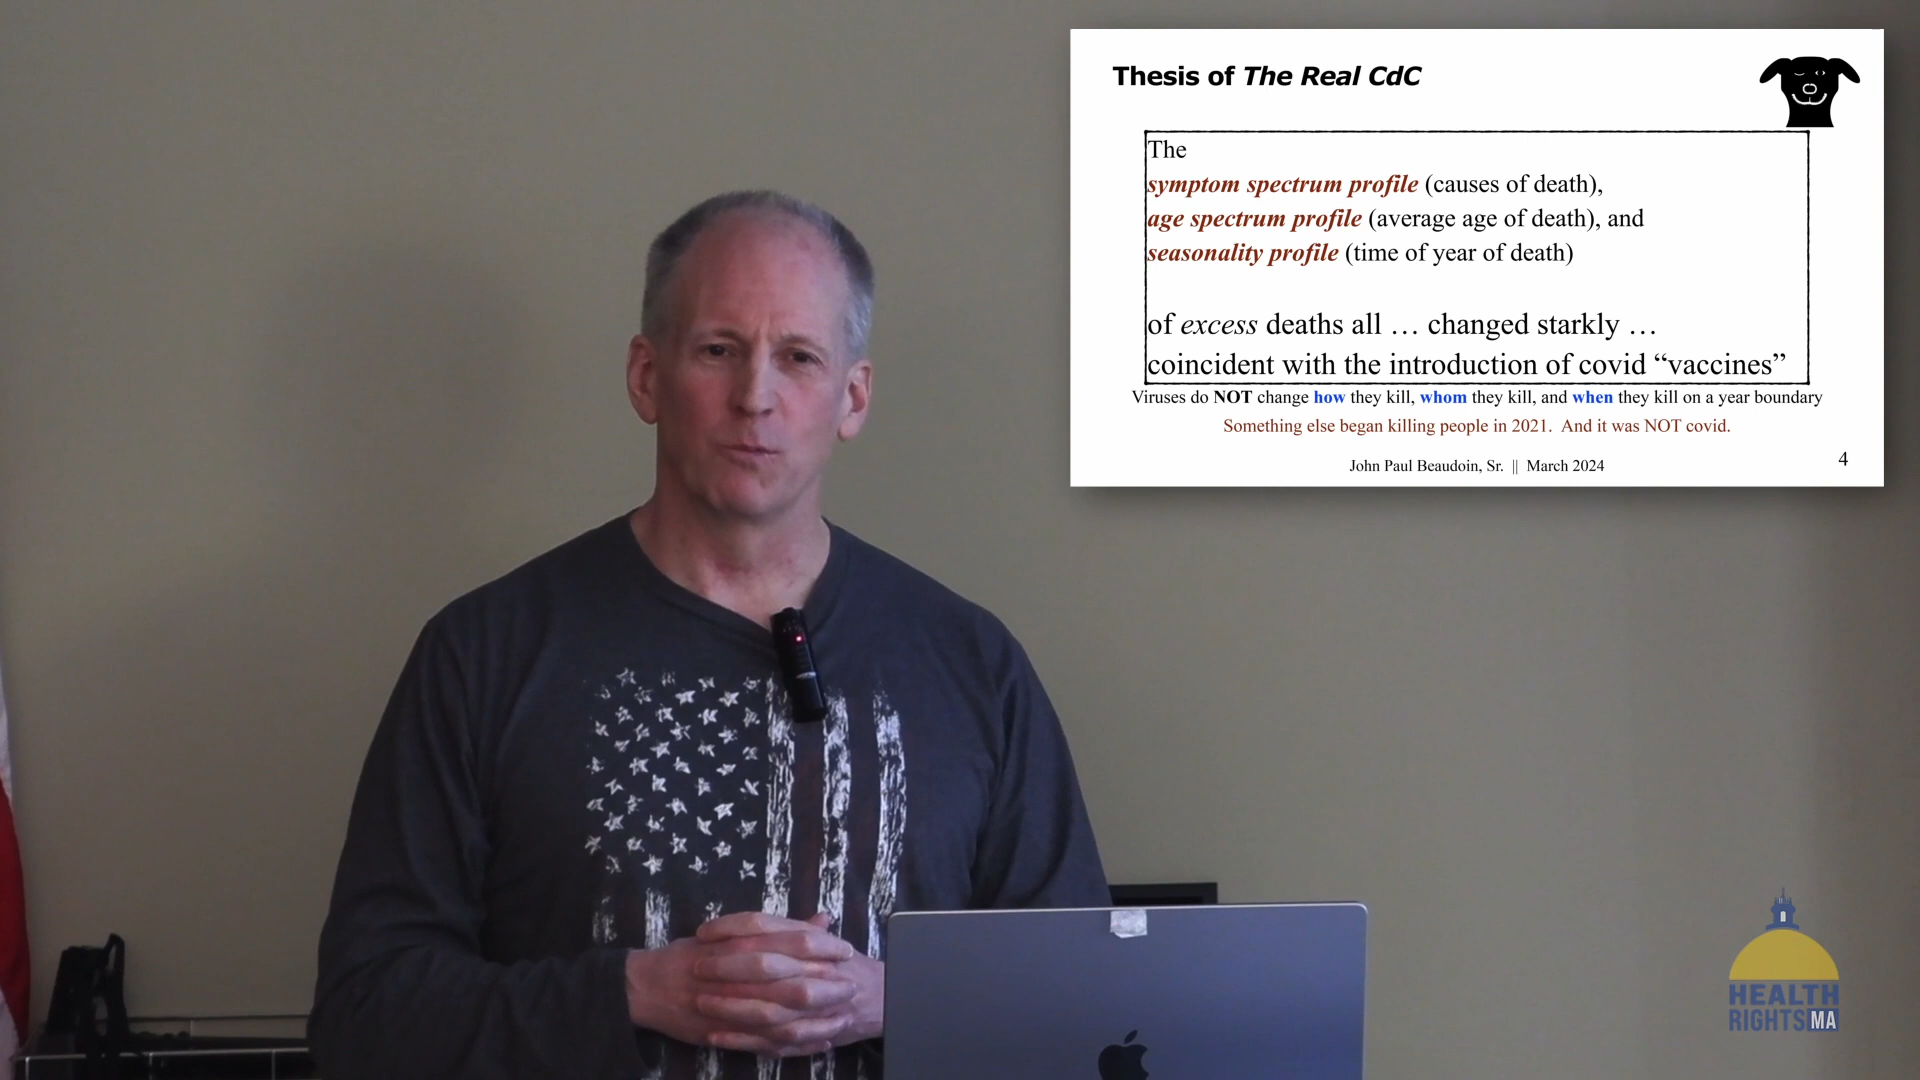 Thesis of The Real CdC
The
symptom spectrum profile (causes of death),
age spectrum profile (average age of death), and
seasonality profile (time of year of death)
of excess deaths all … changed starkly …
coincident with the introduction of covid “vaccines”
Viruses do NOT change how they kill, whom they kill, and when they kill on a year boundary
Something else began killing people in 2021. And it was NOT covid.
John Paul Beaudoin, Sr. || March 2024
4
HEALTH
RIGHTS MA